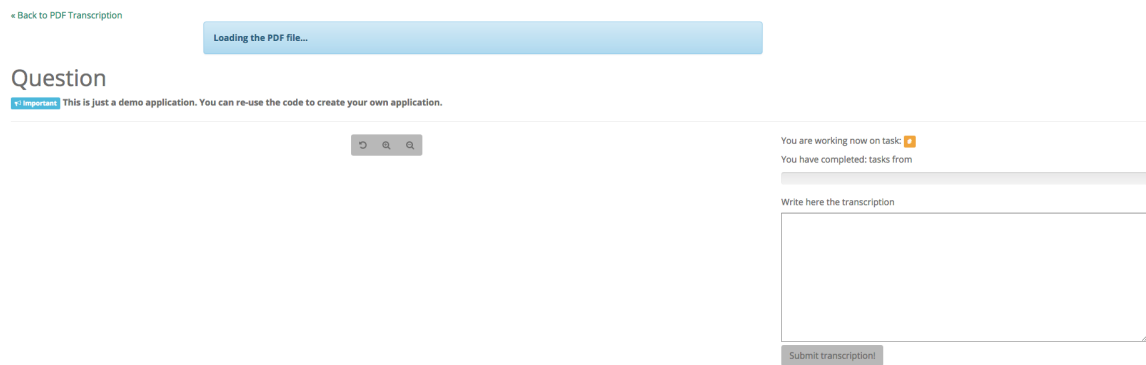 « Back to PDF Transcription
Loading the PDF file...
Question
Important This is just a demo application. You can re-use the code to create your own application.
You are working now on task: #
You have completed: tasks from
Write here the transcription
Submit transcription!